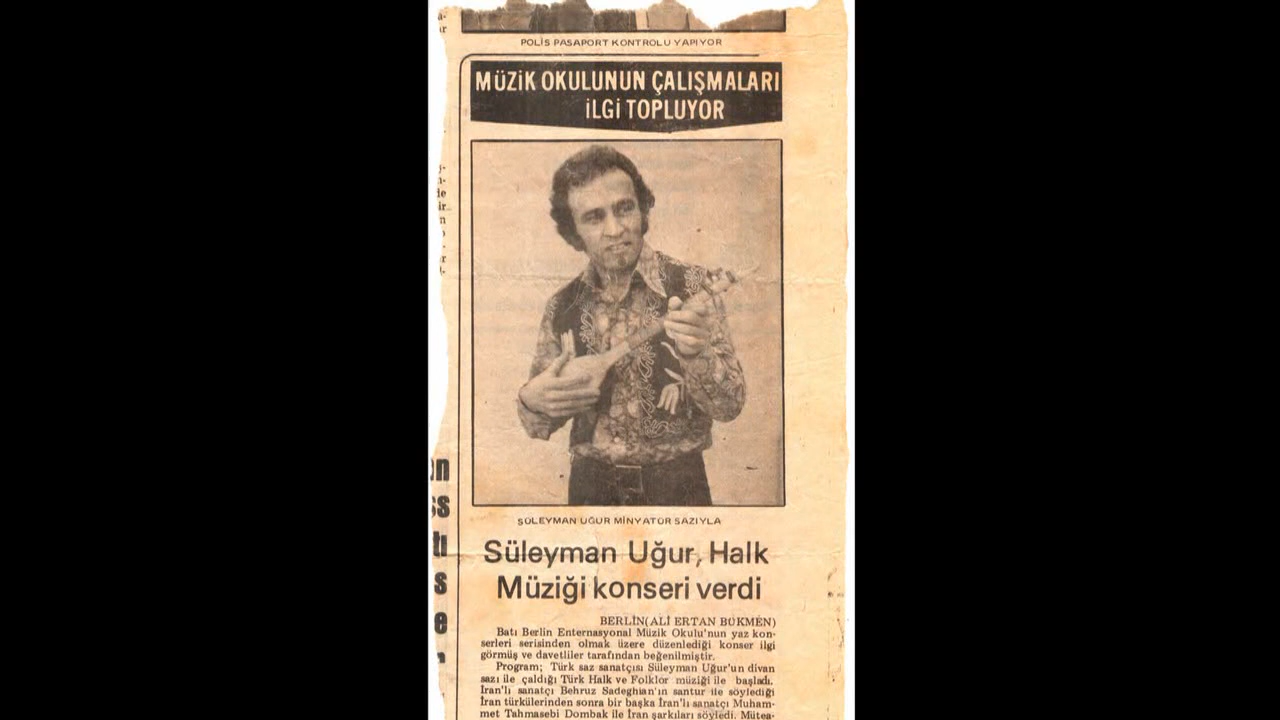 POLİS PASAPORT KONTROLU YAPIYOR
MÜZİK OKULUNUN ÇALIŞMALARI
İLGİ TOPLUYOR
SÜLEYMAN UĞUR MİNYATÜR SAZIYLA
Süleyman Uğur, Halk
Müziği konseri verdi
BERLİN(ALİ ERTAN BÜKMEN)
Batı Berlin Enternasyonal Müzik Okulu'nun yaz kon-
serleri serisinden olmak üzere düzenlediği konser ilgi
görmüş ve davetliler tarafından beğenilmiştir.
Program; Türk saz sanatçısı Süleyman Uğur'un divan
sazı ile çaldığı Türk Halk ve Folklor müziği ile başladı.
İran'lı sanatçı Behruz Sadeghian'ın santur ile söylediği
İran türkülerinden sonra bir başka İran'lı sanatçı Muham-
met Tahmasebi Dombak ile İran şarkıları söyledi. Mütea-